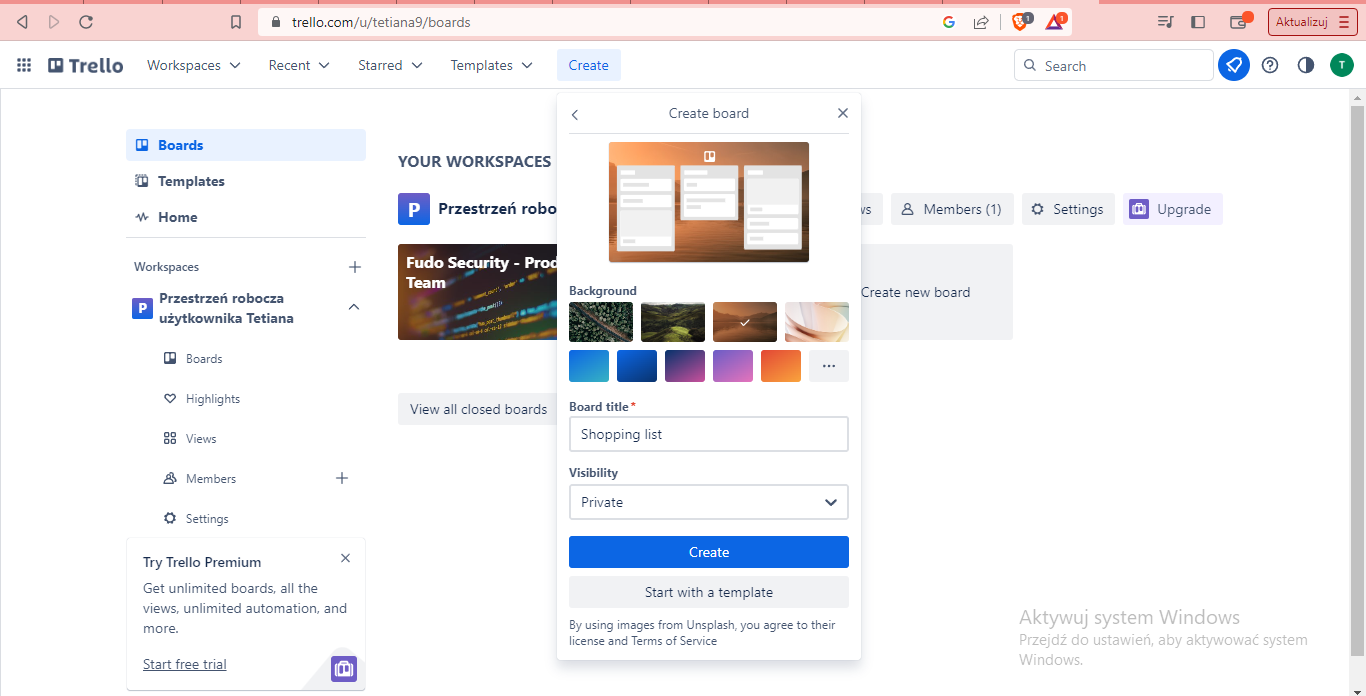 trello.com/u/tetiana9/boards
1
1
Aktualizuj
Trello
Workspaces
Recent
Starred
Templates
Create
Search
T
Boards
Templates
Home
Workspaces
P
Przestrzeń robocza
użytkownika Tetiana
Boards
Highlights
Views
Members
Settings
Try Trello Premium
Get unlimited boards, all the
views, unlimited automation, and
more.
Start free trial
YOUR WORKSPACES
P
Members (1)
Settings
Upgrade
Fudo Security -
Team
Create new board
View all closed boards
Create board
Background
Board title*
Shopping list
Visibility
Private
Create
Start with a template
By using images from Unsplash, you agree to their
license and Terms of Service
Aktywuj system Windows
Przejdź do ustawień, aby aktywować system
Windows.